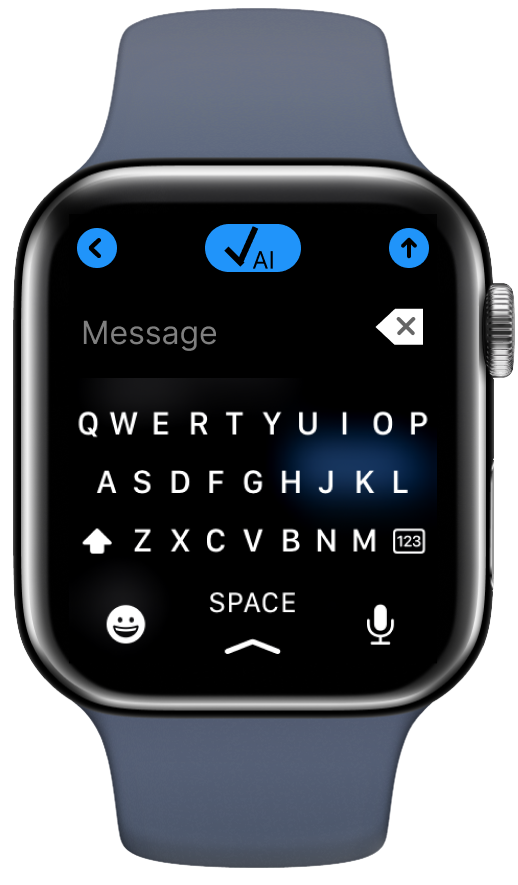 AI
Message
Q W E R T Y U I O P
A S D F G H J K L
Z X C V B N M 123
SPACE